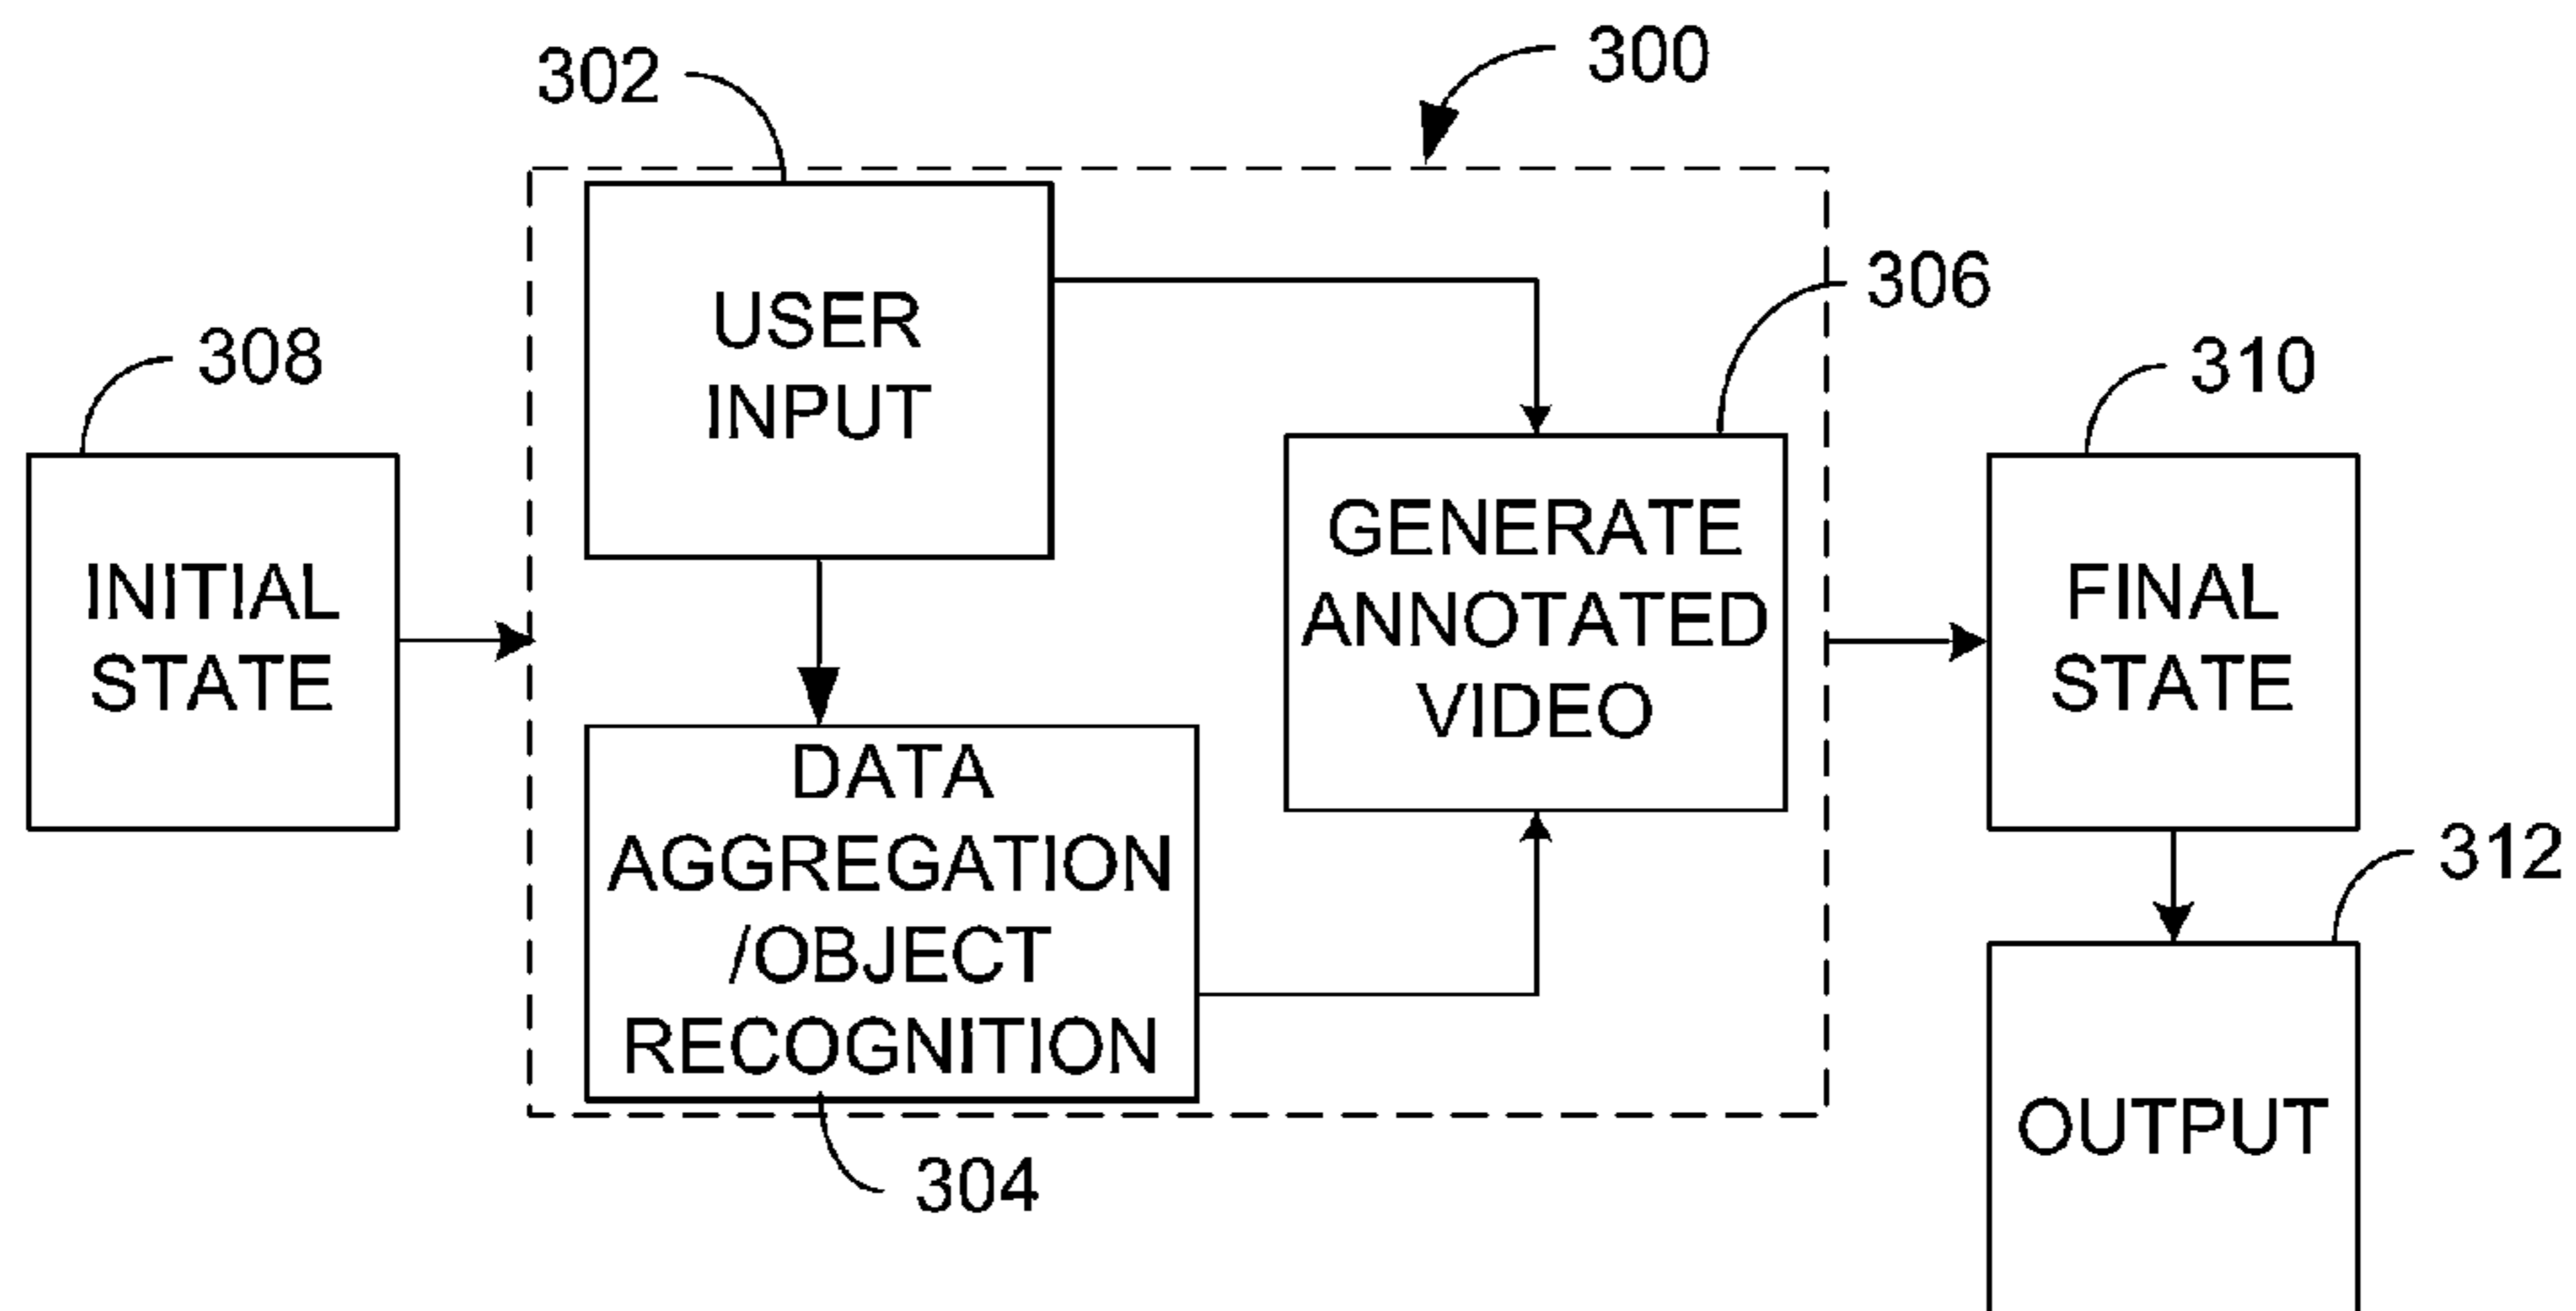 300
302
USER
INPUT
306
308
310
INITIAL
STATE
GENERATE
ANNOTATED
VIDEO
FINAL
STATE
DATA
AGGREGATION
/OBJECT
RECOGNITION
312
304
OUTPUT